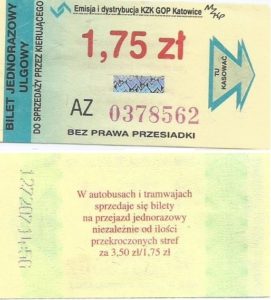 Emisja i dystrybucja KZK GOP Katowice
BILET JEDNORAZOWY
ULGOWY
DO SPRZEDAŻY PRZEZ KIERUJĄCEGO
1,75 zł
TU
KASOWAĆ
AZ 0378562
BEZ PRAWA PRZESIADKI
W autobusach i tramwajach
sprzedaje się bilety
na przejazd jednorazowy
niezależnie od ilości
przekroczonych stref
za 3,50 zł/1,75 zł